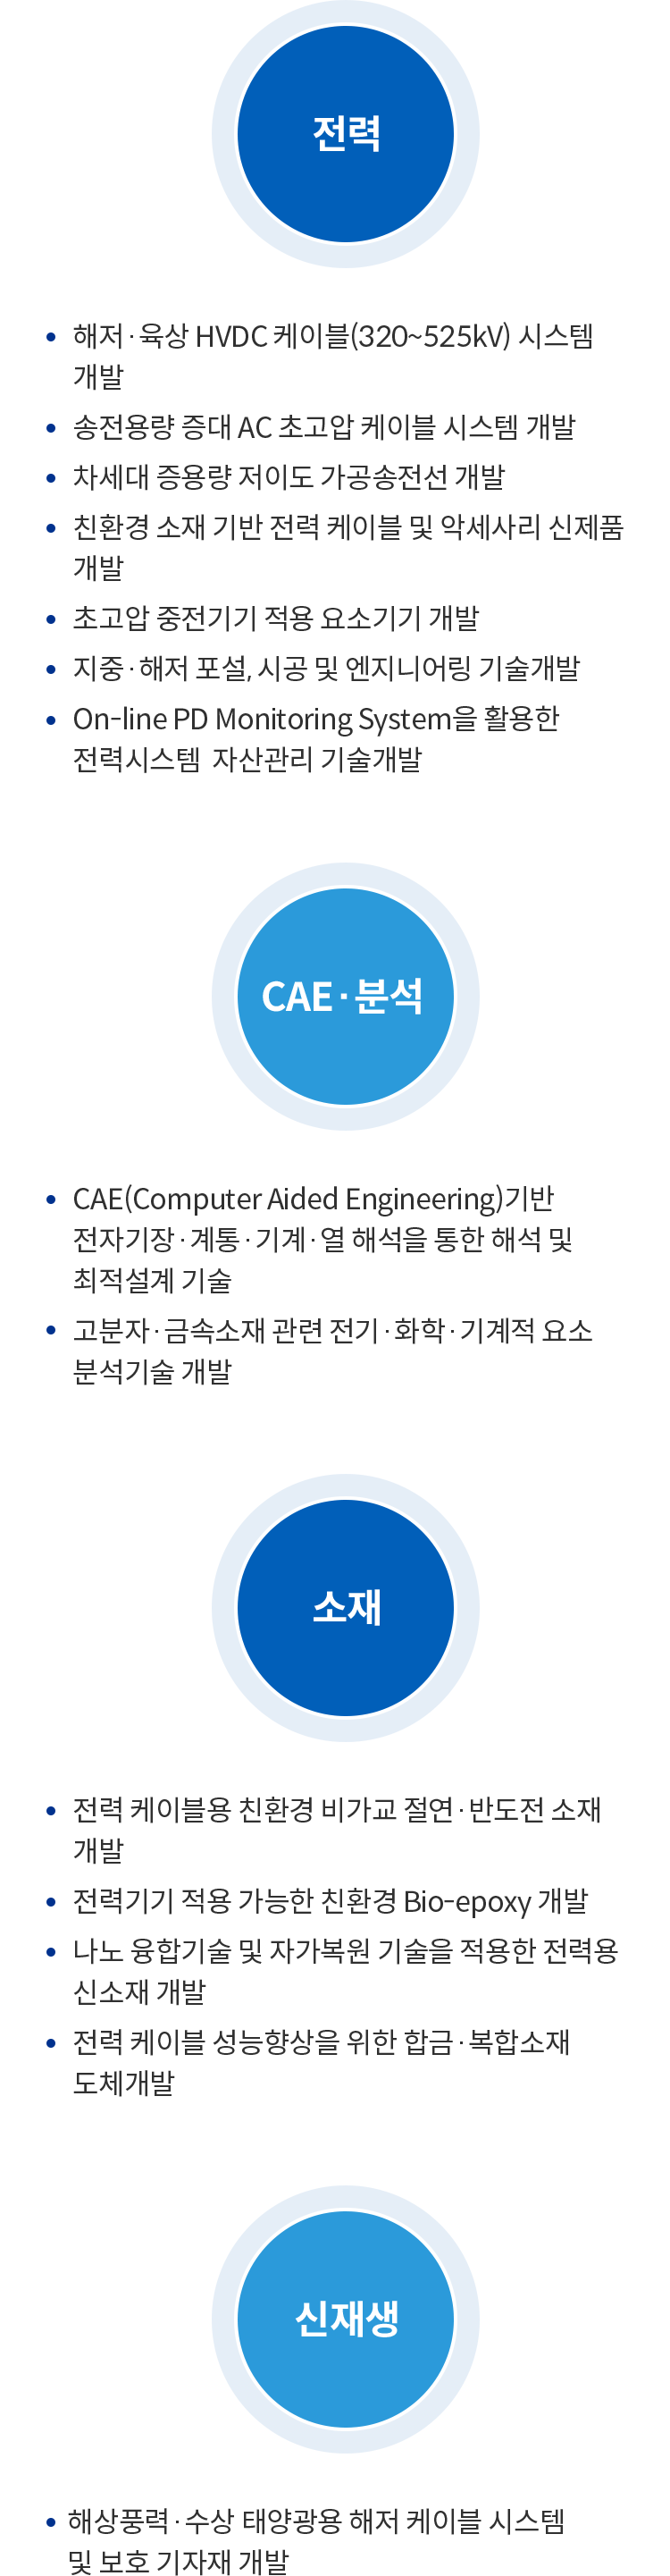 전력
해저·육상 HVDC 케이블(320~525kV) 시스템
개발
송전용량 증대 AC 초고압 케이블 시스템 개발
차세대 증용량 저이도 가공송전선 개발
친환경 소재 기반 전력 케이블 및 악세사리 신제품
개발
초고압 중전기기 적용 요소기기 개발
지중·해저 포설, 시공 및 엔지니어링 기술개발
On-line PD Monitoring System을 활용한
전력시스템 자산관리 기술개발
CAE·분석
CAE(Computer Aided Engineering)기반
전자기장·계통·기계·열 해석을 통한 해석 및
최적설계 기술
고분자·금속소재 관련 전기·화학·기계적 요소
분석기술 개발
소재
전력 케이블용 친환경 비가교 절연·반도전 소재
개발
전력기기 적용 가능한 친환경 Bio-epoxy 개발
나노 융합기술 및 자가복원 기술을 적용한 전력용
신소재 개발
전력 케이블 성능향상을 위한 합금·복합소재
도체개발
신재생
해상풍력·수상 태양광용 해저 케이블 시스템
및 보호 기자재 개발